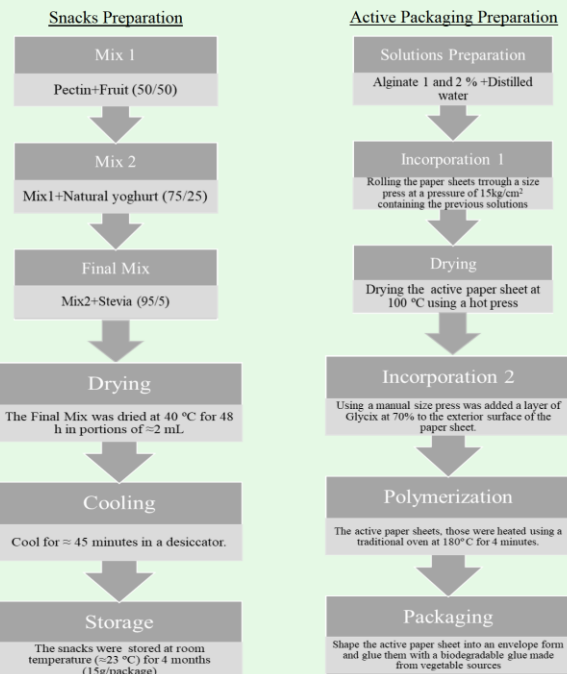 Snacks Preparation
Mix 1
Pectin+Fruit (50/50)
Mix 2
Mix1+Natural yoghurt (75/25)
Final Mix
Mix2+Stevia (95/5)
Drying
The Final Mix was dried at 40 ºC for 48
h in portions of ≈2 mL
Cooling
Cool for ≈ 45 minutes in a desiccator.
Storage
The snacks were stored at room
temperature (≈23 ºC) for 4 months
(15g/package)
Active Packaging Preparation
Solutions Preparation
Alginate 1 and 2 % +Distilled
water
Incorporation 1
Rolling the paper sheets trrough a size
press at a pressure of 15kg/cm²
containing the previous solutions
Drying
Drying the active paper sheet at
100 ºC using a hot press
Incorporation 2
Using a manual size press was added a layer of
Glycix at 70% to the exterior surface of the
paper sheet.
Polymerization
The active paper sheets, those were heated using a
traditional oven at 180°C for 4 minutes.
Packaging
Shape the active paper sheet into an envelope form
and glue them with a biodegradable glue made
from vegetable sources